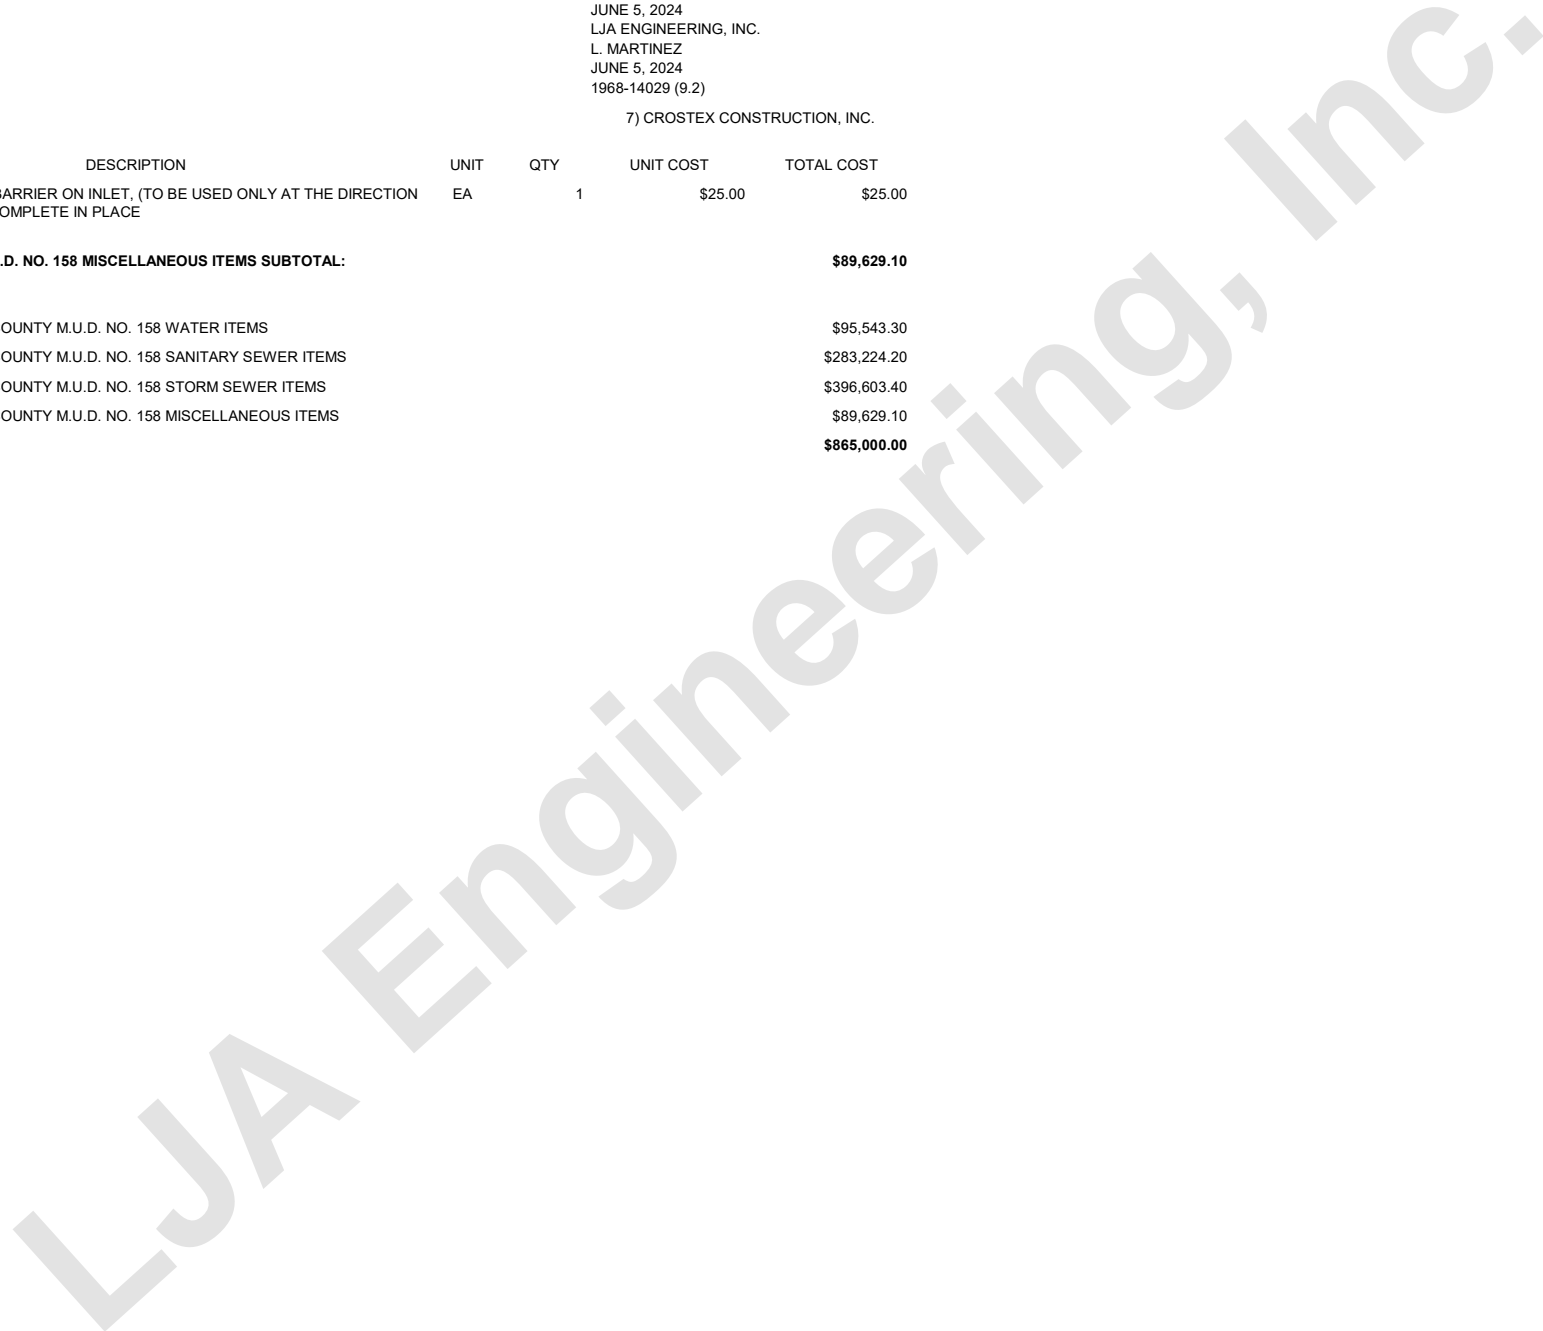 JUNE 5, 2024
LJA ENGINEERING, INC.
L. MARTINEZ
JUNE 5, 2024
1968-14029 (9.2)
7) CROSTEX CONSTRUCTION, INC.
DESCRIPTION UNIT QTY UNIT COST TOTAL COST
BARRIER ON INLET, (TO BE USED ONLY AT THE DIRECTION EA 1 $25.00 $25.00
OMPLETE IN PLACE
.D. NO. 158 MISCELLANEOUS ITEMS SUBTOTAL: $89,629.10
OUNTY M.U.D. NO. 158 WATER ITEMS $95,543.30
OUNTY M.U.D. NO. 158 SANITARY SEWER ITEMS $283,224.20
OUNTY M.U.D. NO. 158 STORM SEWER ITEMS $396,603.40
OUNTY M.U.D. NO. 158 MISCELLANEOUS ITEMS $89,629.10
$865,000.00
LJA Engineering, Inc.